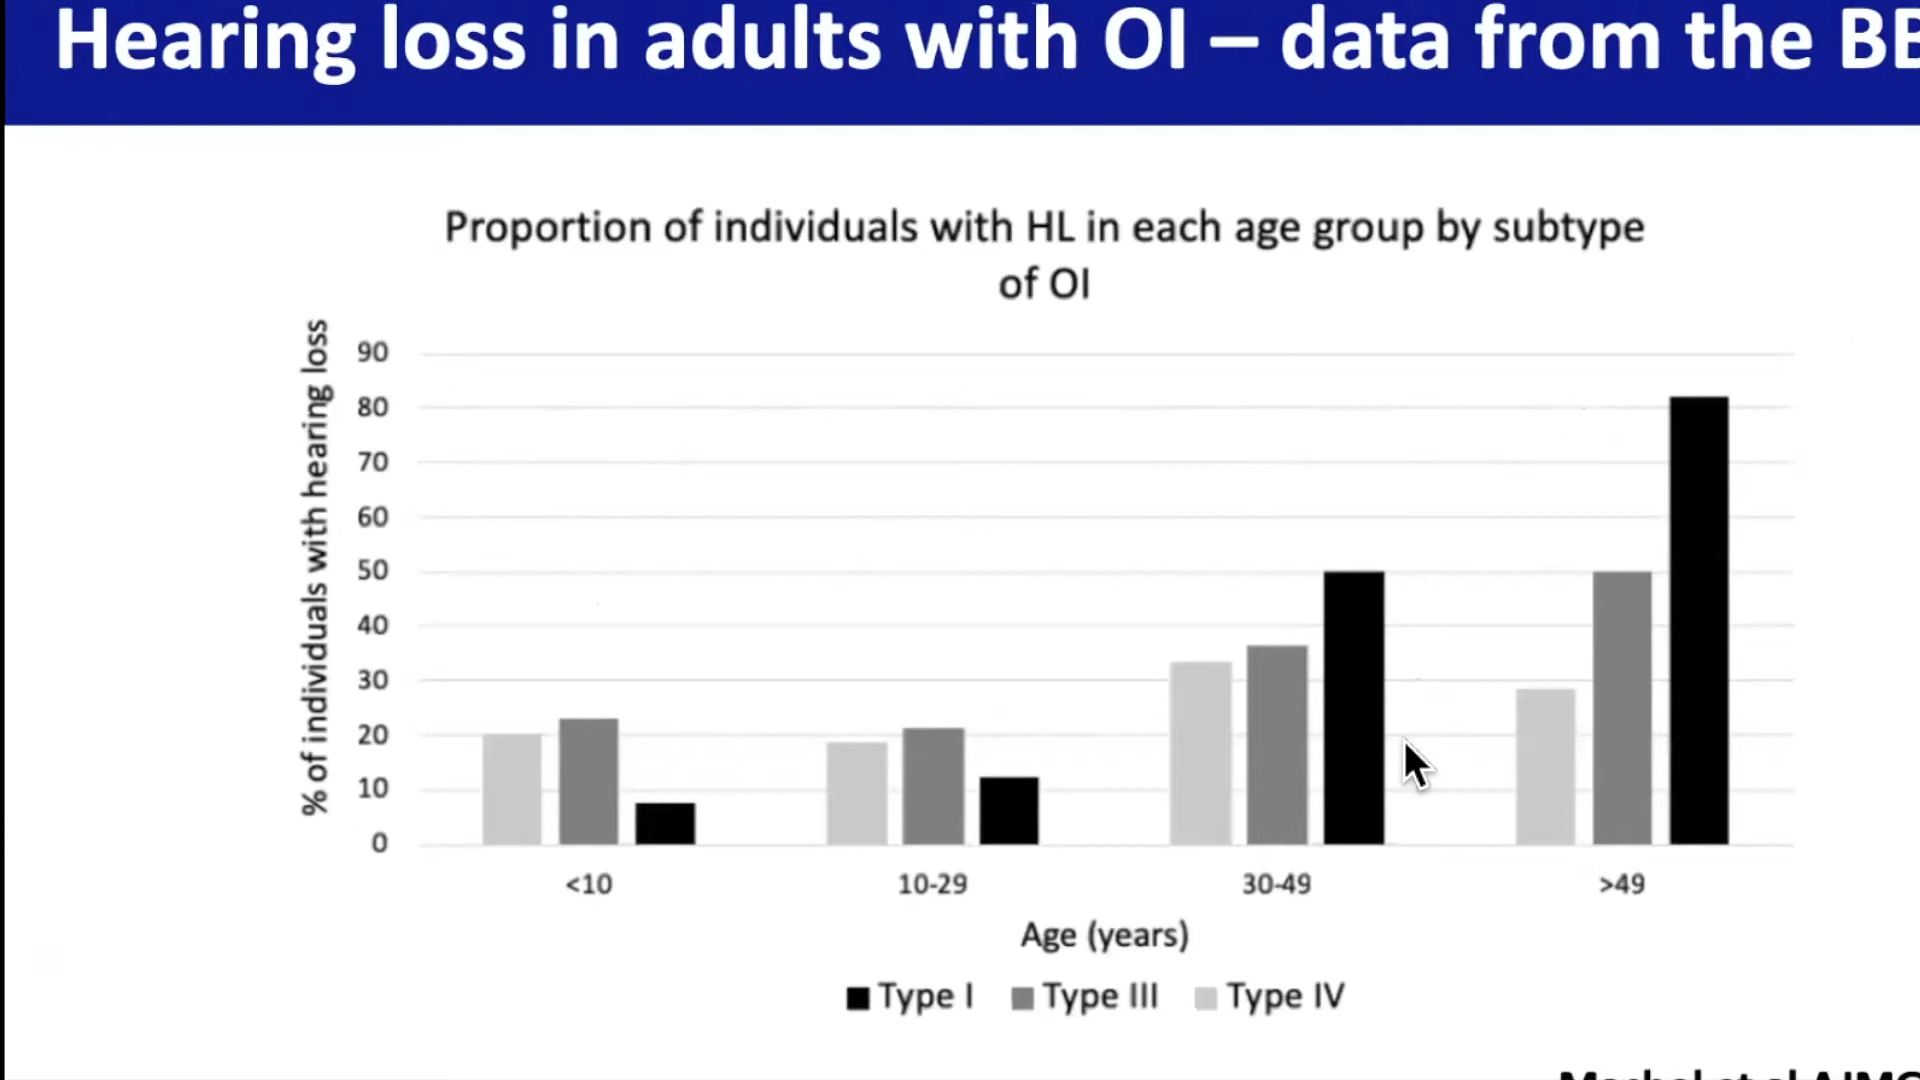 Hearing loss in adults with OI – data from the
Proportion of individuals with HL in each age group by subtype
of OI
% of individuals with hearing loss
90
80
70
60
50
40
30
20
10
0
<10 10-29 30-49 >49
Age (years)
Type I Type III Type IV
et al